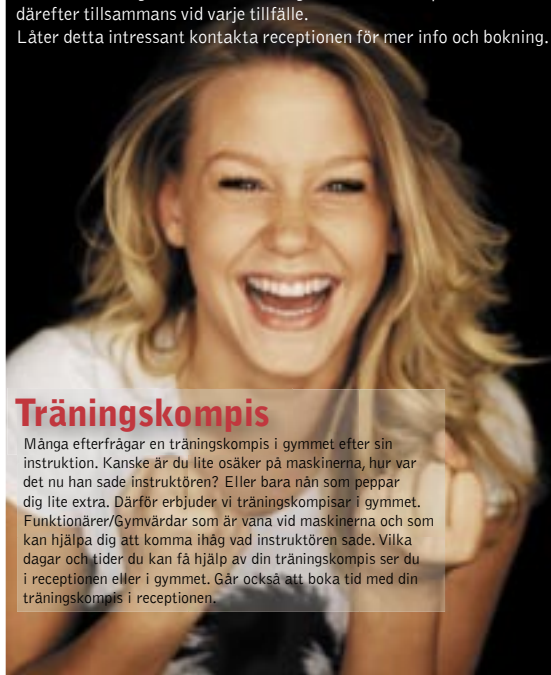 därefter tillsammans vid varje tillfälle.
Låter detta intressant kontakta receptionen för mer info och bokning.
Träningskompis
Många efterfrågar en träningskompis i gymmet efter sin
instruktion. Kanske är du lite osäker på maskinerna, hur var
det nu han sade instruktören? Eller bara nån som peppar
dig lite extra. Därför erbjuder vi träningskompisar i gymmet.
Funktionärer/Gymvärdar som är vana vid maskinerna och som
kan hjälpa dig att komma ihåg vad instruktören sade. Vilka
dagar och tider du kan få hjälp av din träningskompis ser du
i receptionen eller i gymmet. Går också att boka tid med din
träningskompis i receptionen.